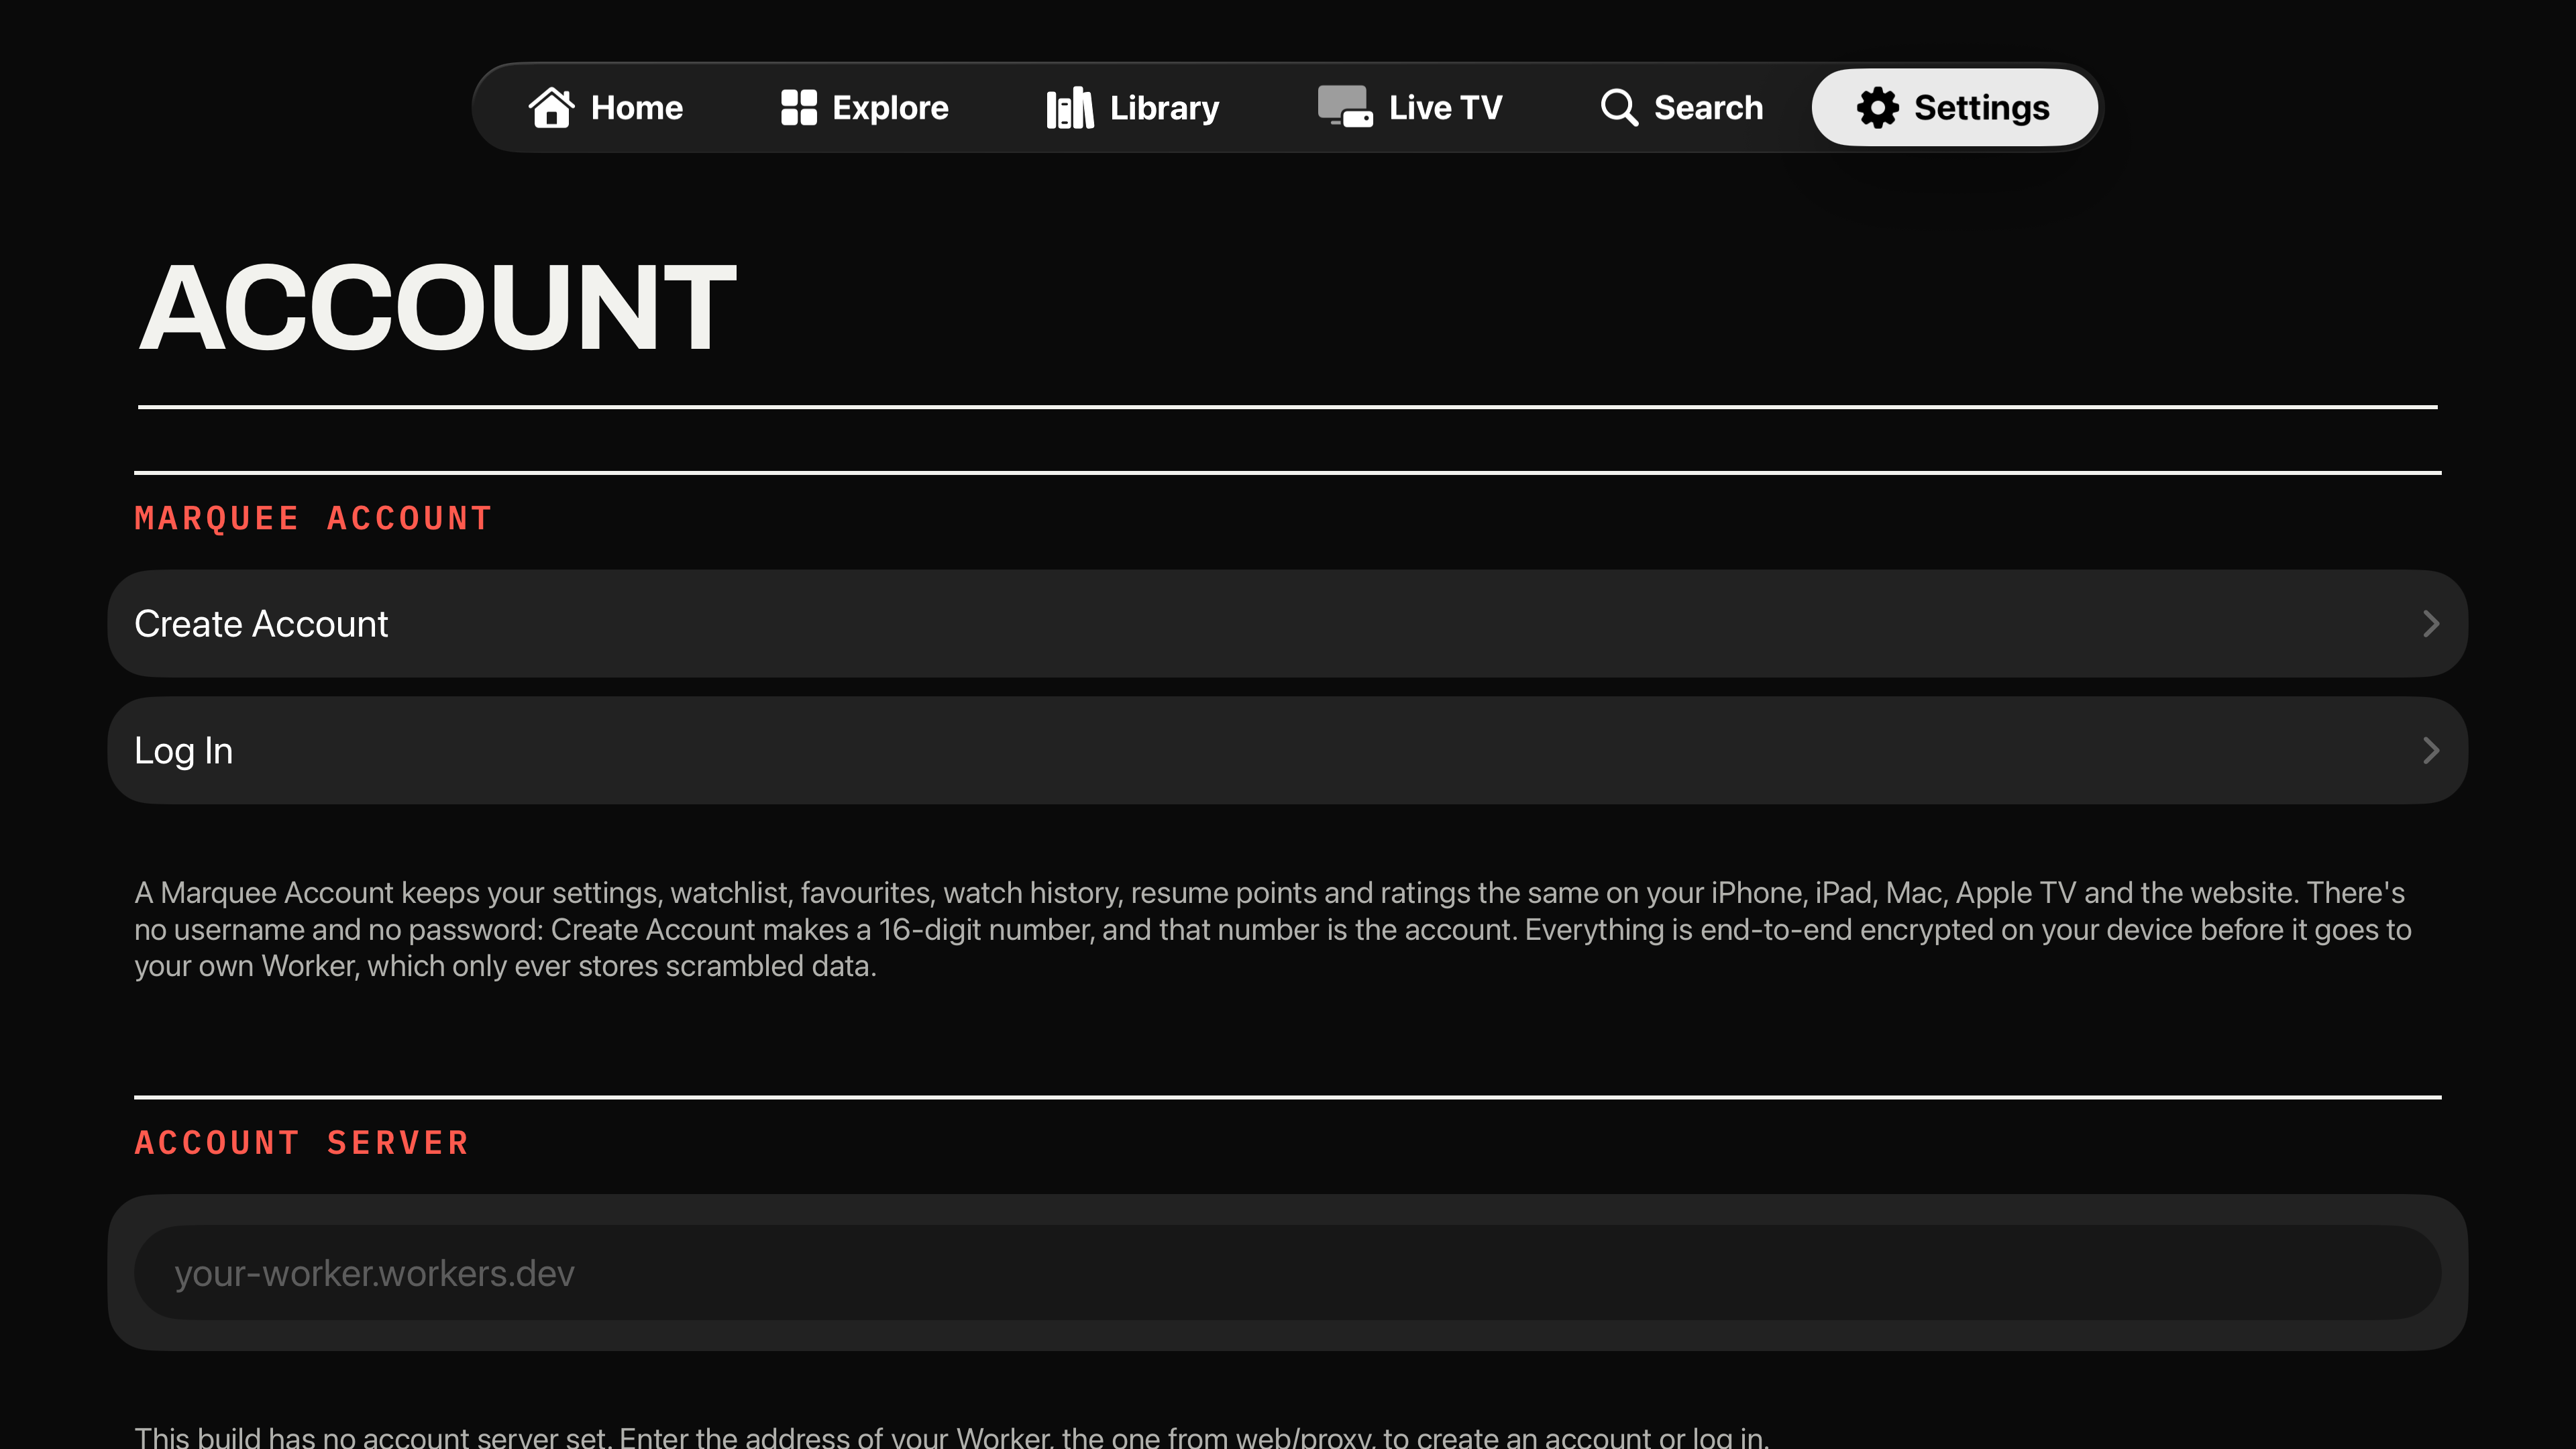 Home
Explore
Library
Live TV
Search
Settings
ACCOUNT
MARQUEE ACCOUNT
Create Account
Log In
A Marquee Account keeps your settings, watchlist, favourites, watch history, resume points and ratings the same on your iPhone, iPad, Mac, Apple TV and the website. There's
no username and no password: Create Account makes a 16-digit number, and that number is the account. Everything is end-to-end encrypted on your device before it goes to
your own Worker, which only ever stores scrambled data.
ACCOUNT SERVER
your-worker.workers.dev
This build has no account server set. Enter the address of your Worker, the one from web/proxy, to create an account or log in.